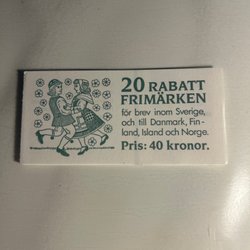 20 RABATT
FRIMÄRKEN
för brev inom Sverige,
och till Danmark, Fin-
land, Island och Norge.
Pris: 40 kronor.